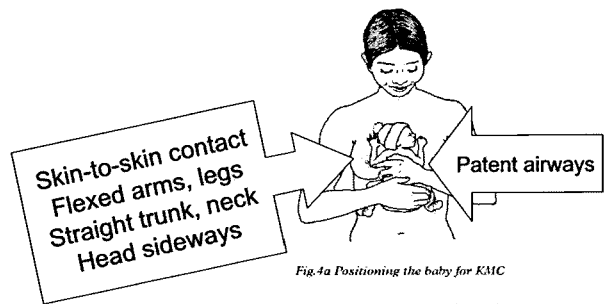 Skin-to-skin contact
Flexed arms, legs
Straight trunk, neck
Head sideways
Patent airways
Fig.4a Positioning the baby for KMC